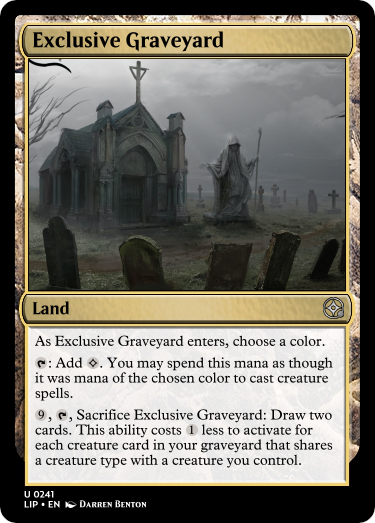 Exclusive Graveyard
Land
As Exclusive Graveyard enters, choose a color.
: Add . You may spend this mana as though
it was mana of the chosen color to cast creature
spells.
9, , Sacrifice Exclusive Graveyard: Draw two
cards. This ability costs 1 less to activate for
each creature card in your graveyard that shares
a creature type with a creature you control.
U 0241
LIP • EN Darren Benton